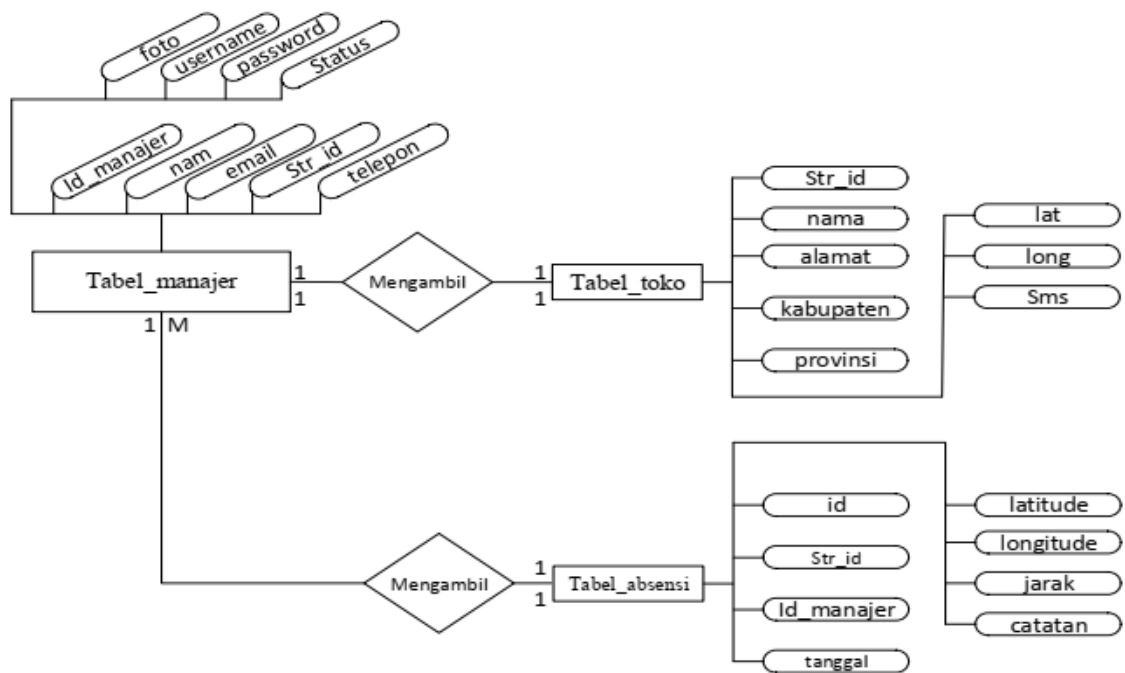 foto
username
password
Status
Id_manajer
nam
email
Str_id
telepon
Tabel_manajer
1
1
1 M
Mengambil
1
1
Tabel_toko
Str_id
nama
alamat
kabupaten
provinsi
lat
long
Sms
Mengambil
1
1
Tabel_absensi
id
Str_id
Id_manajer
tanggal
latitude
longitude
jarak
catatan